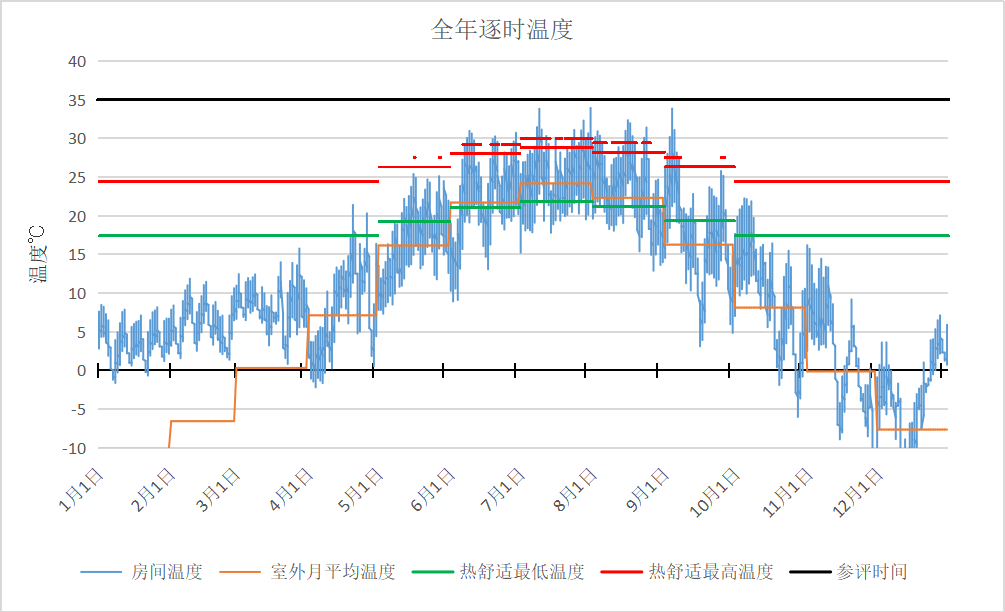 全年逐时温度
40
35
30
25
20
15
10
5
0
-5
-10
温度℃
1月1日
2月1日
3月1日
4月1日
5月1日
6月1日
7月1日
8月1日
9月1日
10月1日
11月1日
12月1日
房间温度
室外月平均温度
热舒适最低温度
热舒适最高温度
参评时间